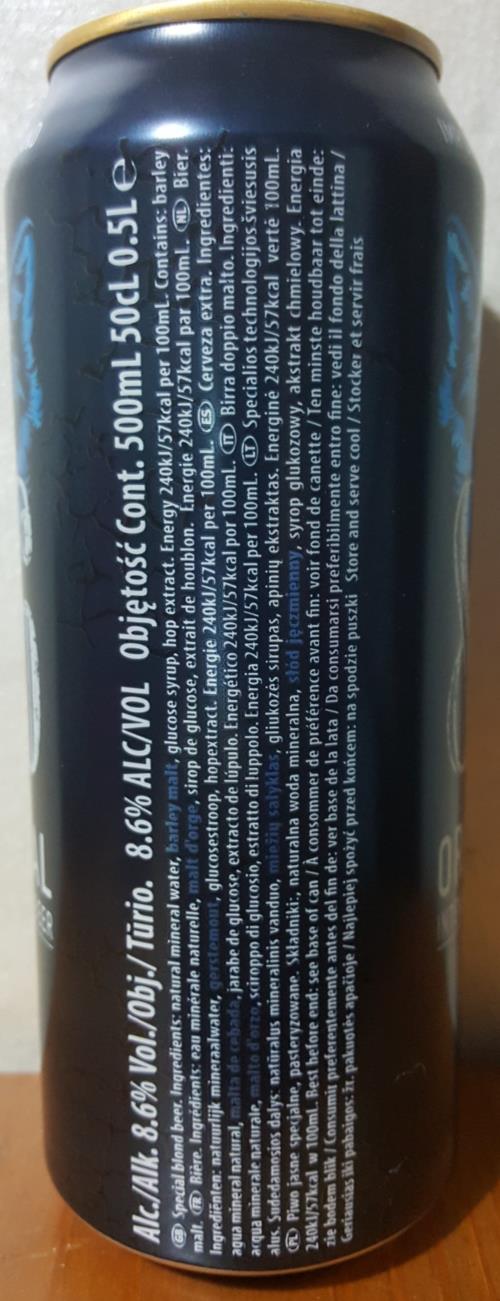 Alc./Alk. 8.6% Vol./Obj./ Tūrio. 8.6% ALC/VOL Objętość Cont. 500mL 50cL 0.5L e
GB Special blond beer. Ingredients: natural mineral water, barley malt, glucose syrup, hop extract. Energy 240kJ/57kcal per 100mL. Contains: barley
malt. FR Bière. Ingrédients: eau minérale naturelle, malt d'orge, sirop de glucose, extrait de houblon. Énergie 240kJ/57kcal par 100mL. NL Bier.
Ingrediënten: natuurlijk mineraalwater, gerstemout, glucosestroop, hopextract. Energie 240kJ/57kcal per 100mL. ES Cerveza extra. Ingredientes:
agua mineral natural, malta de cebada, jarabe de glucose, extracto de lúpulo. Energético 240kJ/57kcal por 100mL. IT Birra doppio malto. Ingredienti:
acqua minerale naturale, malto d'orzo, sciroppo di glucosio, estratto di luppolo. Energia 240kJ/57kcal per 100mL. LT Specialios technologijos šviesusis
alus. Sudedamosios dalys: natūralus mineralinis vanduo, miežių salyklas, gliukozės sirupas, apinių ekstraktas. Energinė 240kJ/57kcal vertė 100mL.
PL Piwo jasne specjalne, pasteryzowane. Składniki: naturalna woda mineralna, słód jęczmienny, syrop glukozowy, akstrakt chmielowy. Energia
240kJ/57kcal w 100mL. Best before end: see base of can / À consommer de préférence avant fin: voir fond de canette / Ten minste houdbaar tot einde:
zie bodem blik / Consumi preferentemente antes del fin de: ver base de la lata / Da consumarsi preferibilmente entro fine: vedi il fondo della lattina /
Geriausias iki pabaigos: žr. pakuotės apačioje / Najlepiej spożyć przed końcem: na spodzie puszki Store and serve cool / Stocker et servir frais